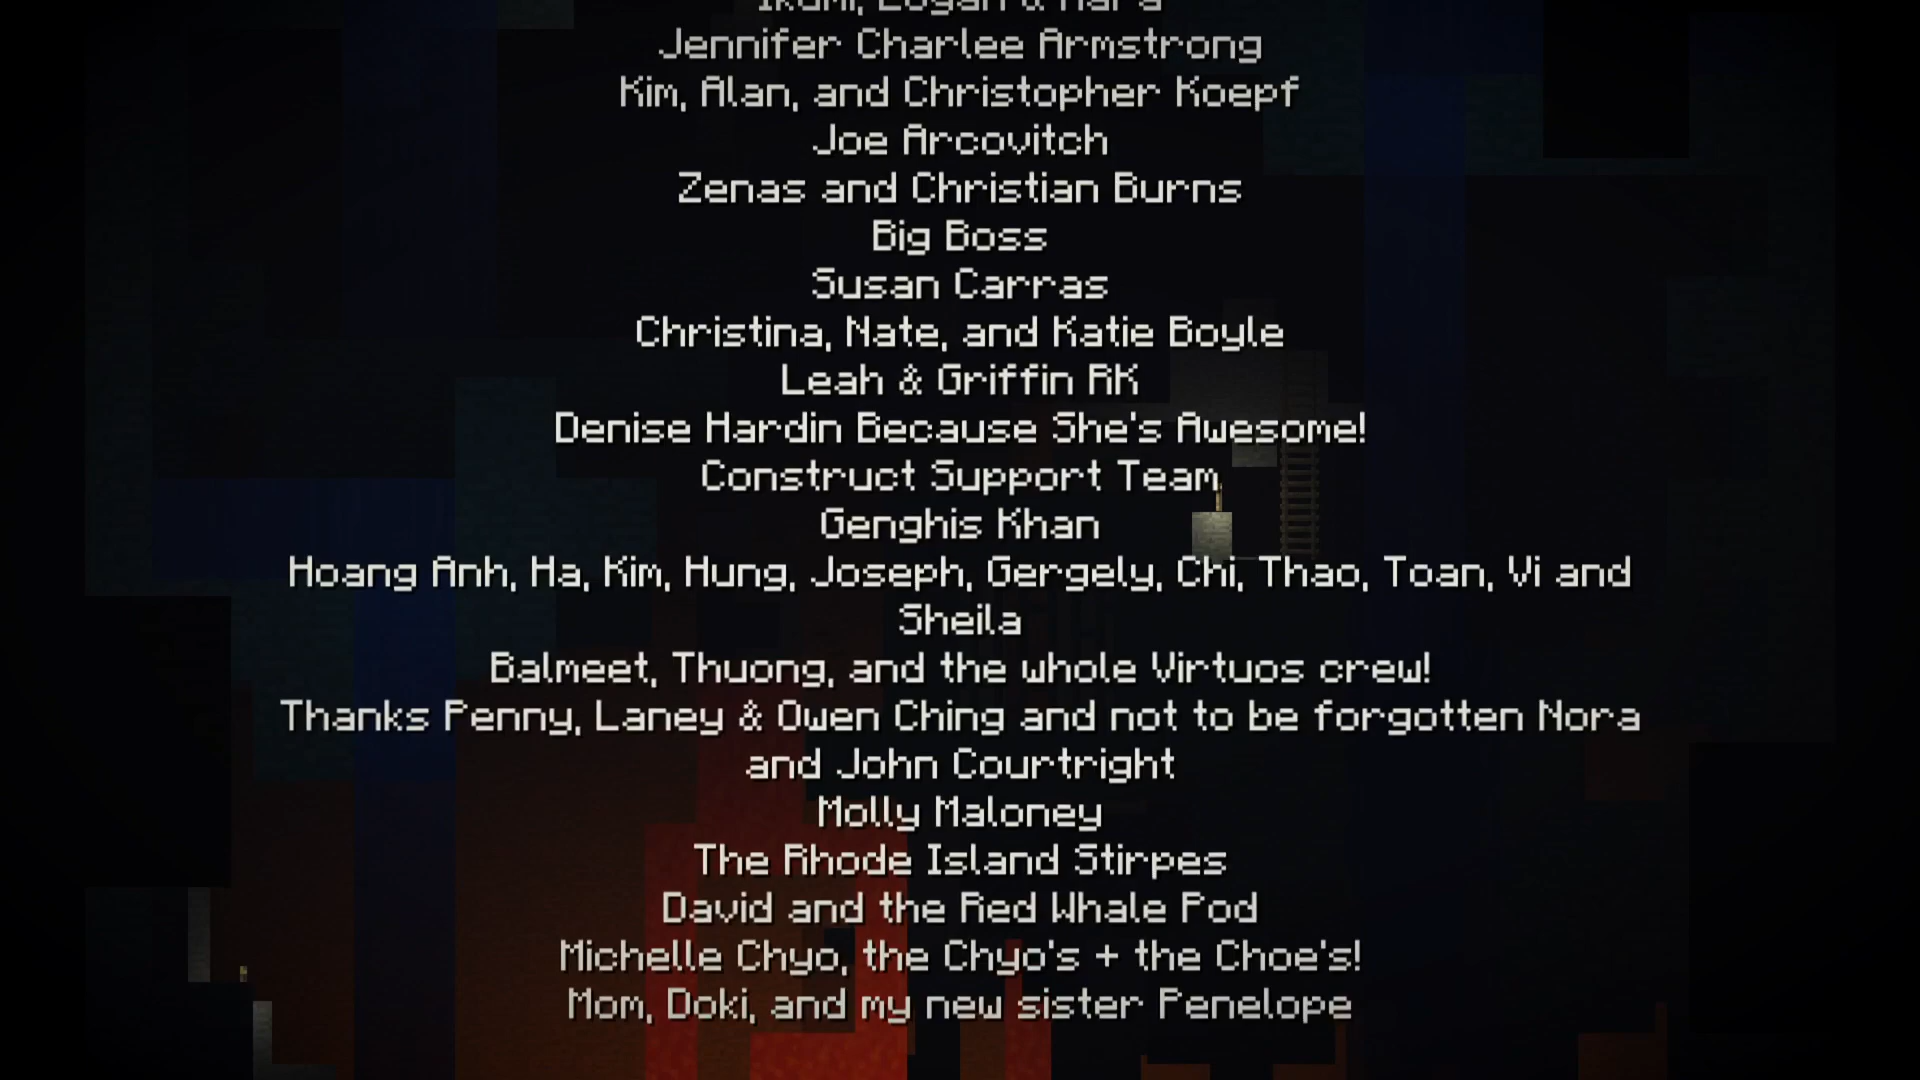 Jennifer Charlee Armstrong
Kim, Alan, and Christopher Koepf
Joe Arcovitch
Zenas and Christian Burns
Big Boss
Susan Carras
Christina, Nate, and Katie Boyle
Leah & Griffin RK
Denise Hardin Because She's Awesome!
Construct Support Team
Genghis Khan
Hoang Anh, Ha, Kim, Hung, Joseph, Gergely, Chi, Thao, Toan, Vi and
Sheila
Balmeet, Thuong, and the whole Virtuos crew!
Thanks Penny, Laney & Owen Ching and not to be forgotten Nora
and John Courtright
Molly Maloney
The Rhode Island Stirpes
David and the Red Whale Pod
Michelle Chyo, the Chyo's + the Choe's!
Mom, Doki, and my new sister Penelope